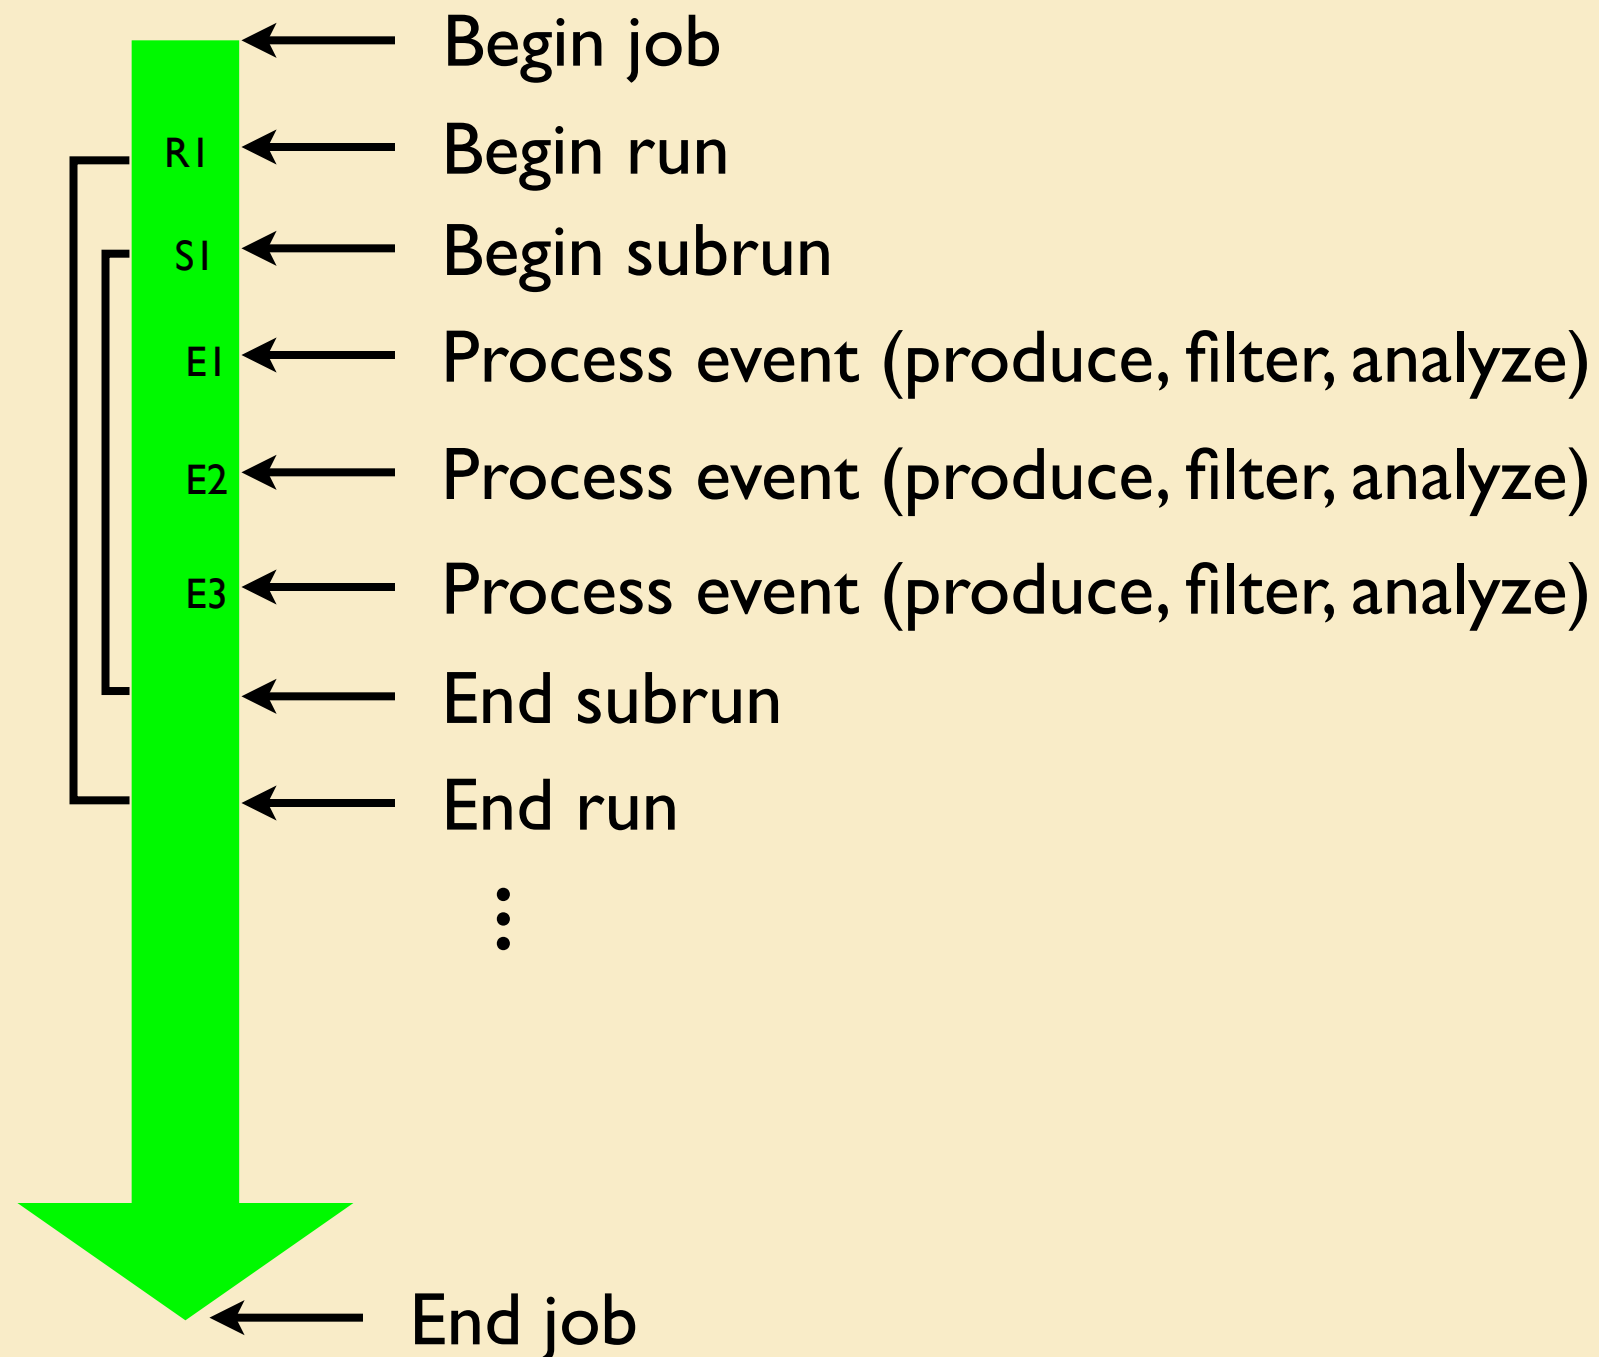 Begin job
R1 Begin run
S1 Begin subrun
E1 Process event (produce, filter, analyze)
E2 Process event (produce, filter, analyze)
E3 Process event (produce, filter, analyze)
End subrun
End run
⋮
End job